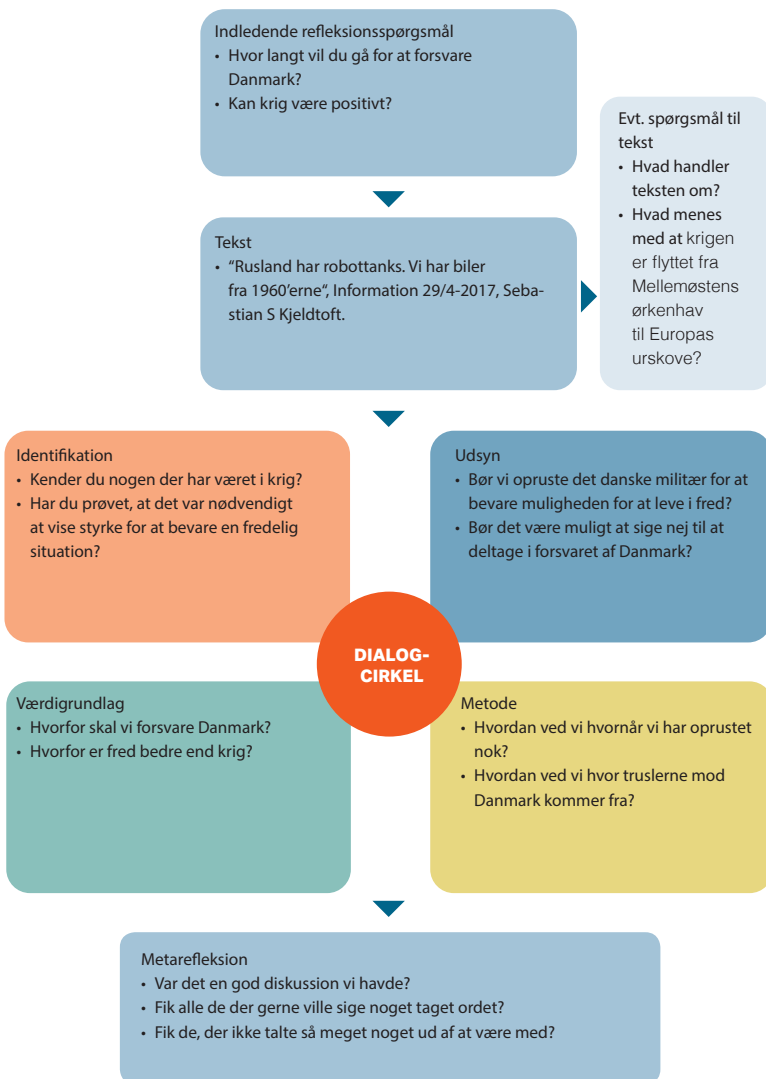 Indledende refleksionsspørgsmål
• Hvor langt vil du gå for at forsvare
Danmark?
• Kan krig være positivt?
Tekst
• “Rusland har robottanks. Vi har biler
fra 1960’erne“, Information 29/4-2017, Seba-
stian S Kjeldtoft.
Evt. spørgsmål til
tekst
• Hvad handler
teksten om?
• Hvad menes
med at krigen
er flyttet fra
Mellemøstens
ørkenhav
til Europas
urskove?
Identifikation
• Kender du nogen der har været i krig?
• Har du prøvet, at det var nødvendigt
at vise styrke for at bevare en fredelig
situation?
Udsyn
• Bør vi opruste det danske militær for at
bevare muligheden for at leve i fred?
• Bør det være muligt at sige nej til at
deltage i forsvaret af Danmark?
DIALOG-
CIRKEL
Værdigrundlag
• Hvorfor skal vi forsvare Danmark?
• Hvorfor er fred bedre end krig?
Metode
• Hvordan ved vi hvornår vi har oprustet
nok?
• Hvordan ved vi hvor truslerne mod
Danmark kommer fra?
Metarefleksion
• Var det en god diskussion vi havde?
• Fik alle de der gerne ville sige noget taget ordet?
• Fik de, der ikke talte så meget noget ud af at være med?